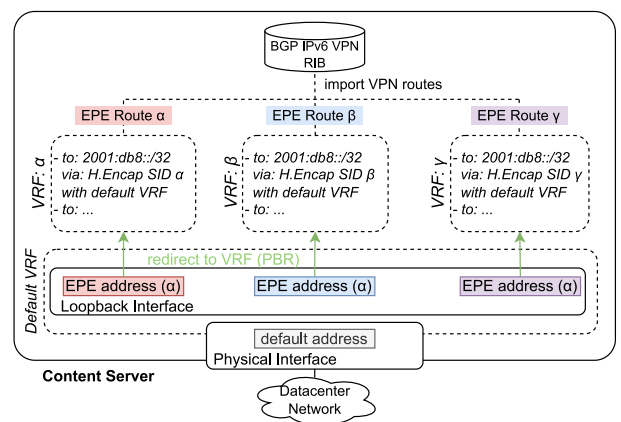 BGP IPv6 VPN
RIB
import VPN routes
EPE Route α
EPE Route β
EPE Route γ
VRF: α
- to: 2001:db8::/32
via: H.Encap SID α
with default VRF
- to: ...
VRF: β
- to: 2001:db8::/32
via: H.Encap SID β
with default VRF
- to: ...
VRF: γ
- to: 2001:db8::/32
via: H.Encap SID γ
with default VRF
- to: ...
Default VRF
redirect to VRF (PBR)
EPE address (α)
EPE address (α)
EPE address (α)
Loopback Interface
default address
Physical Interface
Content Server
Datacenter
Network